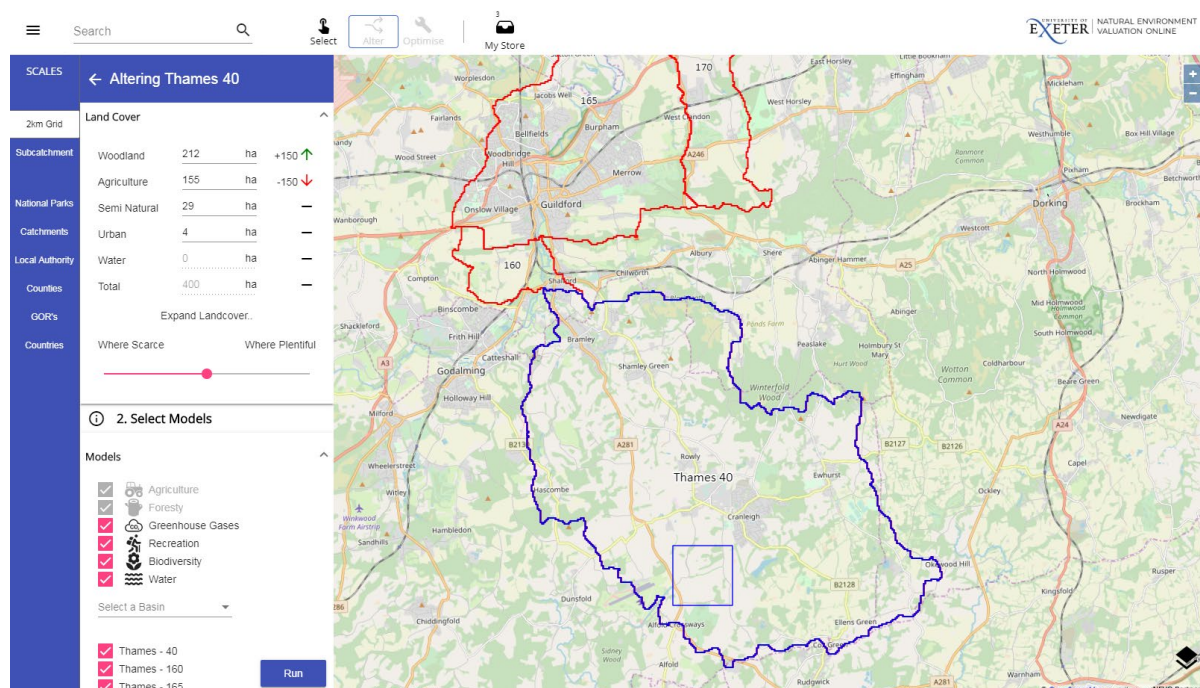 Search
Select
Alter
Optimise
3
My Store
UNIVERSITY OF
EXETER
NATURAL ENVIRONMENT
VALUATION ONLINE
SCALES
2km Grid
Subcatchment
National Parks
Catchments
Local Authority
Counties
GOR's
Countries
← Altering Thames 40
Land Cover
Woodland 212 ha +150
Agriculture 155 ha -150
Semi Natural 29 ha
Urban 4 ha
Water 0 ha
Total 400 ha
Expand Landcover..
Where Scarce Where Plentiful
2. Select Models
Models
Agriculture
Foresty
Greenhouse Gases
Recreation
Biodiversity
Water
Select a Basin
Thames - 40
Thames - 160
Thames - 165
Run
+
−
East Horsley
Effingham
Worplesdon
170
Mickleham
Jacobs Well
165
West Horsley
Fairlands
Burpham
West Clandon
Bellfields
Westhumble
Box Hill Village
Wood Street
Woodbridge
Hill
A246
Ranmore
Common
Merrow
Pixham
Betchworth
Onslow Village
Guildford
Dorking
Brockham
Wanborough
Westcott
Albury
Shere
Abinger Hammer
160
A25
Compton
Shalford
Chilworth
North Holmwood
Binscombe
Abinger
Mid Holmwood
Holmwood
Common
Shackleford
Frith Hill
Bramley
Ponds Farm
South Holmwood
Peaslake
Holmbury St
Mary
A3
Catteshall
Shamley Green
Hurt Wood
Coldharbour
Godalming
Wotton
Common
Beare Green
Holloway Hill
Winterfold
Wood
Milford
Newdigate
A24
B2130
A281
B2127
B2126
Rowly
Capel
Wheelerstreet
Thames 40
Ewhurst
Witley
Hascombe
Ockley
Winkwood
Farm Airstrip
Cranleigh
Sandhills
Hambledon
Okewood Hill
Rusper
B2128
Kingsfold
286
Dunsfold
Chiddingfold
Alfold Crossways
Ellens Green
Cox Green
Sidney
Wood
Alfold
Rudgwick
A281
Warnham